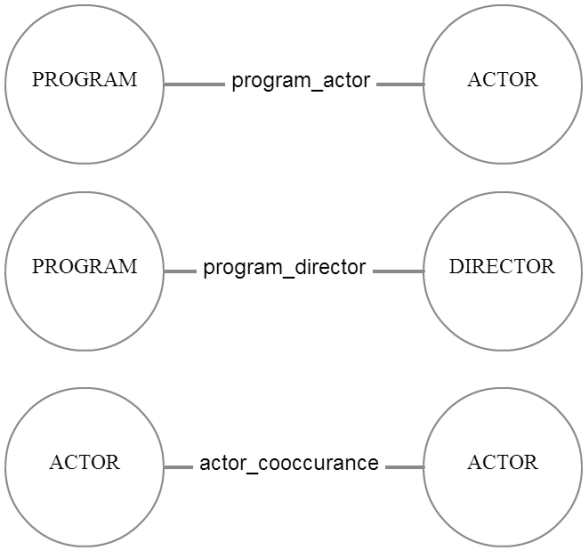 PROGRAM program_actor ACTOR
PROGRAM program_director DIRECTOR
ACTOR actor_cooccurance ACTOR